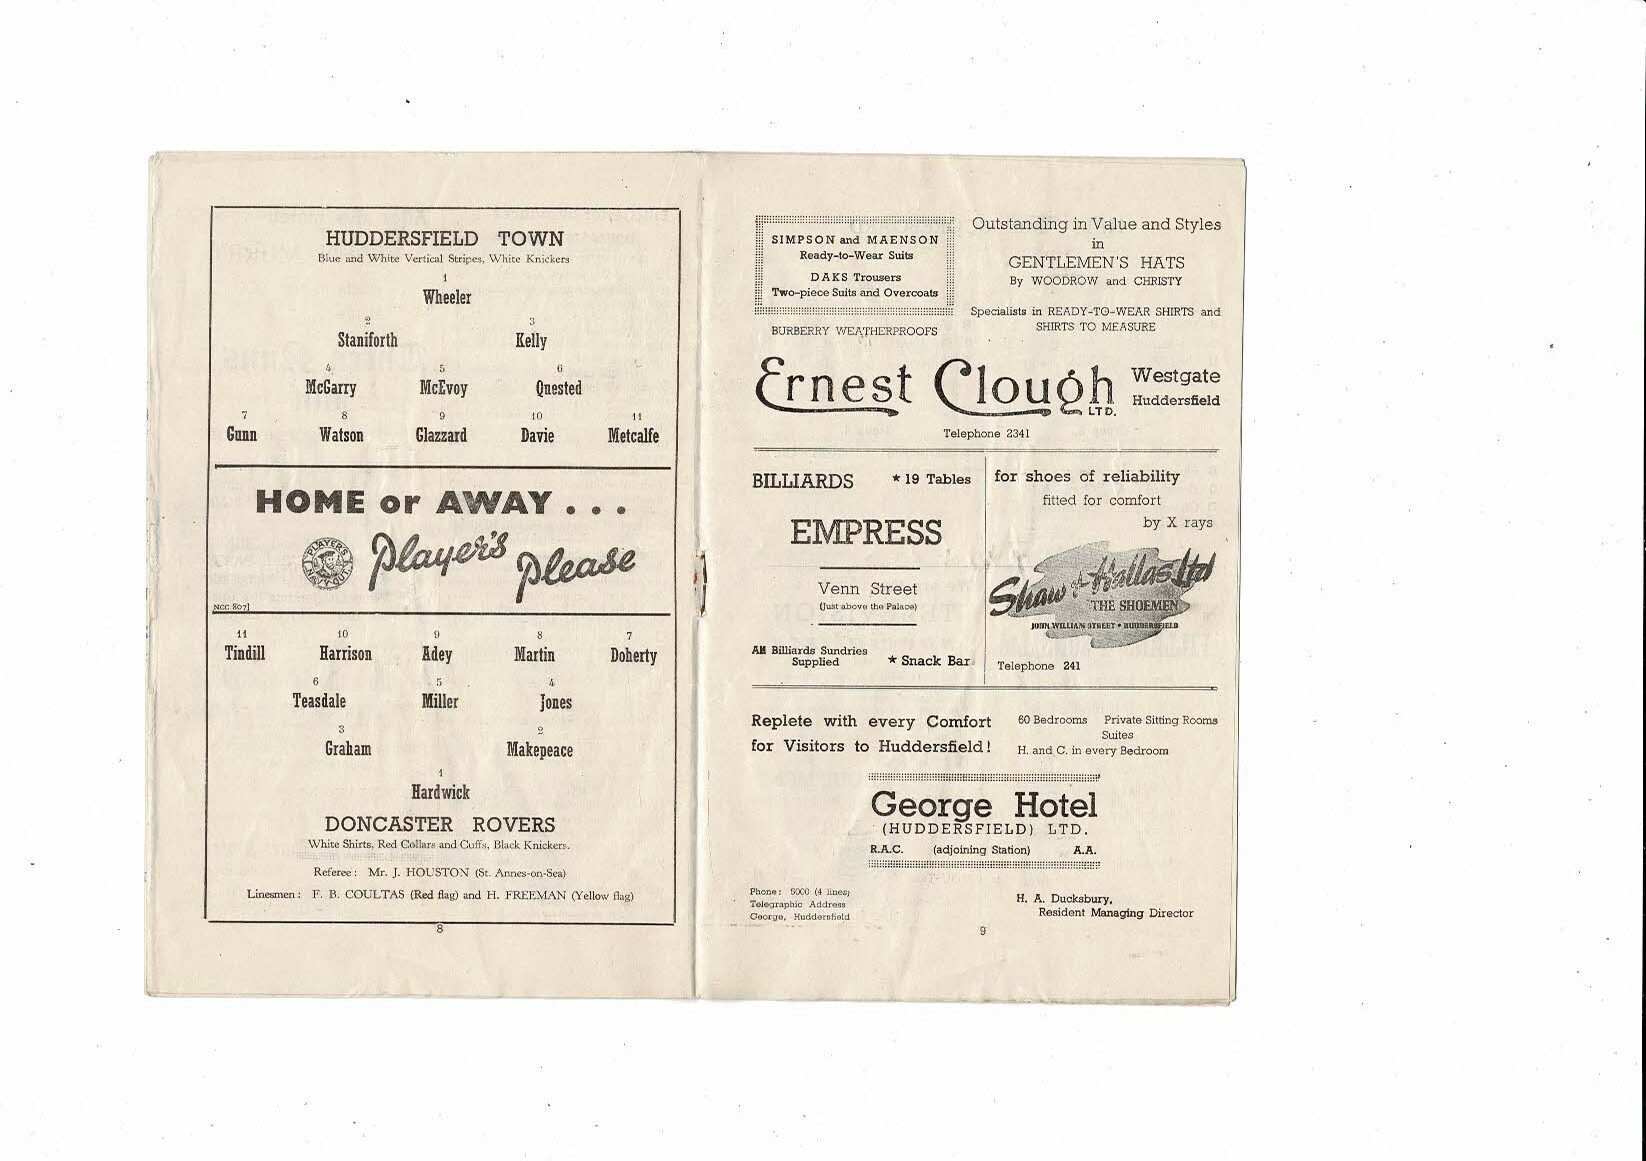 HUDDERSFIELD TOWN
Blue and White Vertical Stripes, White Knickers
1
Wheeler
2 3
Staniforth Kelly
4 5 6
McGarry McEvoy Quested
7 8 9 10 11
Gunn Watson Glazzard Davie Metcalfe
HOME or AWAY . . .
PLAYER'S NAVY CUT
Player's
Please
NCC 807]
11 10 9 8 7
Tindill Harrison Adey Martin Doherty
6 5 4
Teasdale Miller Jones
3 2
Graham Makepeace
1
Hardwick
DONCASTER ROVERS
White Shirts, Red Collars and Cuffs, Black Knickers.
Referee : Mr. J. HOUSTON (St. Annes-on-Sea)
Linesmen : F. B. COULTAS (Red flag) and H. FREEMAN (Yellow flag)
8
SIMPSON and MAENSON
Ready-to-Wear Suits
DAKS Trousers
Two-piece Suits and Overcoats
BURBERRY WEATHERPROOFS
Outstanding in Value and Styles
in
GENTLEMEN'S HATS
By WOODROW and CHRISTY
Specialists in READY-TO-WEAR SHIRTS and
SHIRTS TO MEASURE
Ernest Clough LTD.
Westgate
Huddersfield
Telephone 2341
BILLIARDS ★ 19 Tables
EMPRESS
Venn Street
(Just above the Palace)
All Billiards Sundries
Supplied
★ Snack Bar
for shoes of reliability
fitted for comfort
by X rays
Shaw & Hallas Ltd
THE SHOEMEN
JOHN WILLIAM STREET • HUDDERSFIELD
Telephone 241
Replete with every Comfort
for Visitors to Huddersfield !
60 Bedrooms Private Sitting Rooms
Suites
H. and C. in every Bedroom
George Hotel
(HUDDERSFIELD) LTD.
R.A.C. (adjoining Station) A.A.
Phone : 5000 (4 lines)
Telegraphic Address
George, Huddersfield
H. A. Ducksbury,
Resident Managing Director
9